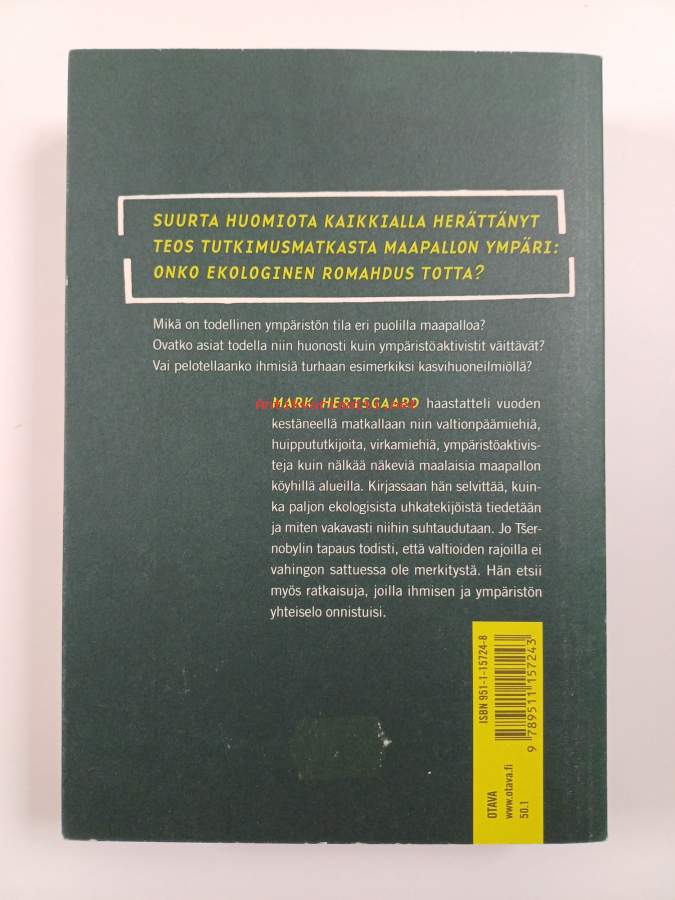 SUURTA HUOMIOTA KAIKKIALLA HERÄTTÄNYT
TEOS TUTKIMUSMATKASTA MAAPALLON YMPÄRI:
ONKO EKOLOGINEN ROMAHDUS TOTTA?
Mikä on todellinen ympäristön tila eri puolilla maapalloa?
Ovatko asiat todella niin huonosti kuin ympäristöaktivistit väittävät?
Vai pelotellaanko ihmisiä turhaan esimerkiksi kasvihuoneilmiöllä?
MARK HERTSGAARD haastatteli vuoden
kestäneellä matkallaan niin valtionpäämiehiä,
huippututkijoita, virkamiehiä, ympäristöaktivis-
teja kuin nälkää näkeviä maalaisia maapallon
köyhillä alueilla. Kirjassaan hän selvittää, kuin-
ka paljon ekologisista uhkatekijöistä tiedetään
ja miten vakavasti niihin suhtaudutaan. Jo Tšer-
nobylin tapaus todisti, että valtioiden rajoilla ei
vahingon sattuessa ole merkitystä. Hän etsii
myös ratkaisuja, joilla ihmisen ja ympäristön
yhteiselo onnistuisi.
ISBN 951-1-15724-8
9 789511 157243
OTAVA
www.otava.fi
50.1